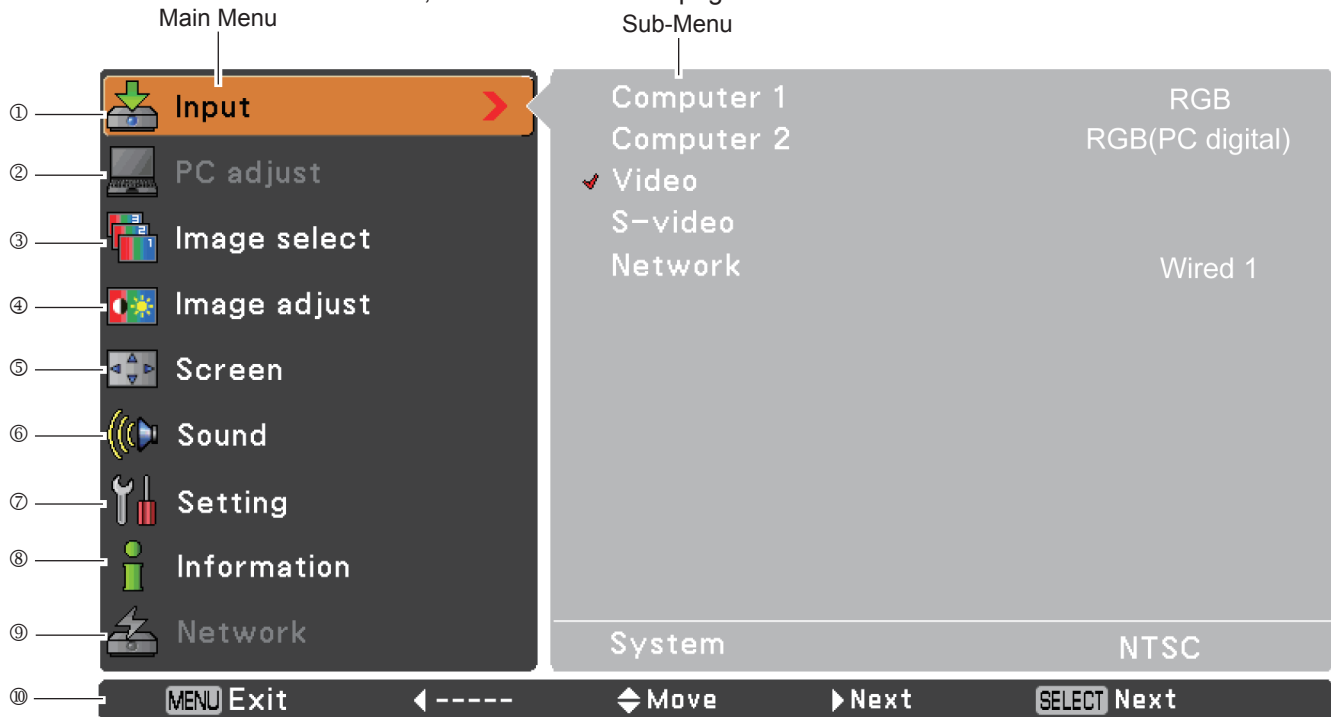 Main Menu
Sub-Menu
① Input
② PC adjust
③ Image select
④ Image adjust
⑤ Screen
⑥ Sound
⑦ Setting
⑧ Information
⑨ Network
Computer 1 RGB
Computer 2 RGB(PC digital)
Video
S-video
Network Wired 1
System NTSC
⑩ MENU Exit ◀ ----- Move ▶ Next SELECT Next